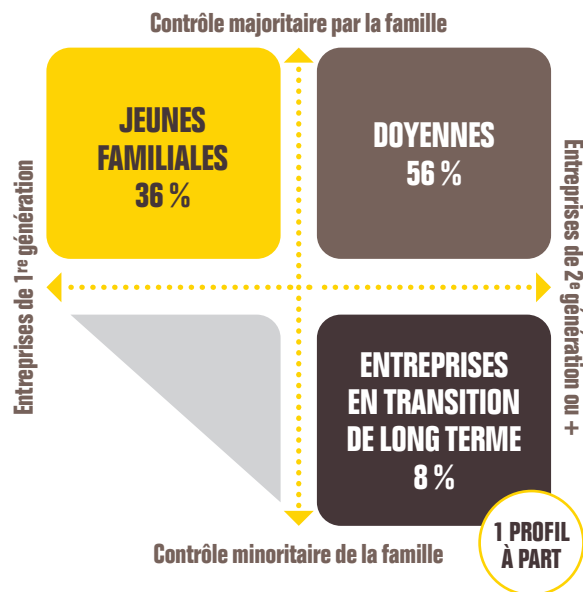 Contrôle majoritaire par la famille
JEUNES
FAMILIALES
36 %
DOYENNES
56 %
Entreprises de 1re génération
Entreprises de 2e génération ou +
ENTREPRISES
EN TRANSITION
DE LONG TERME
8 %
1 PROFIL
À PART
Contrôle minoritaire de la famille